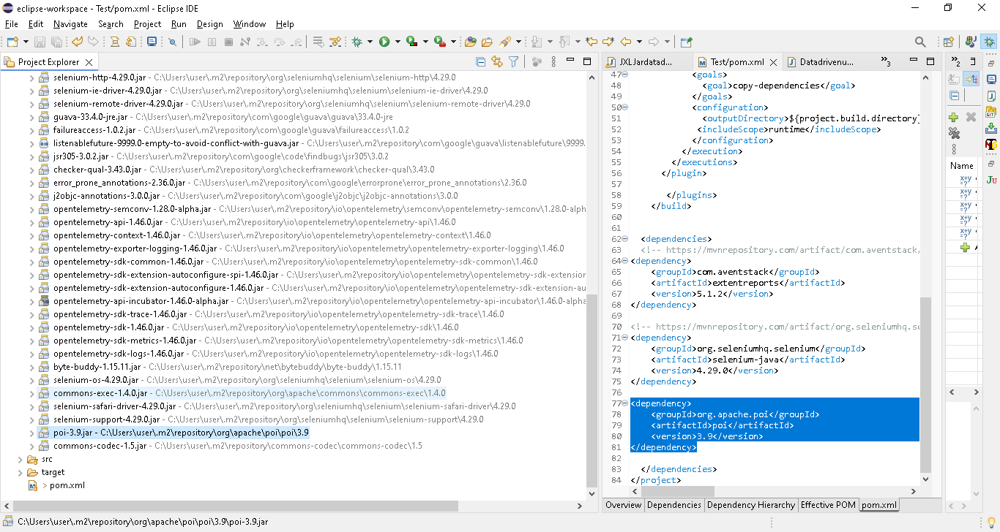 eclipse-workspace - Test/pom.xml - Eclipse IDE
File Edit Navigate Search Project Run Design Window Help
Project Explorer
selenium-http-4.29.0.jar - C:\Users\user\.m2\repository\org\seleniumhq\selenium\selenium-http\4.29.0
selenium-ie-driver-4.29.0.jar - C:\Users\user\.m2\repository\org\seleniumhq\selenium\selenium-ie-driver\4.29.0
selenium-remote-driver-4.29.0.jar - C:\Users\user\.m2\repository\org\seleniumhq\selenium\selenium-remote-driver\4.29.0
guava-33.4.0-jre.jar - C:\Users\user\.m2\repository\com\google\guava\guava\33.4.0-jre
failureaccess-1.0.2.jar - C:\Users\user\.m2\repository\com\google\guava\failureaccess\1.0.2
listenablefuture-9999.0-empty-to-avoid-conflict-with-guava.jar - C:\Users\user\.m2\repository\com\google\guava\listenablefuture\9999.
jsr305-3.0.2.jar - C:\Users\user\.m2\repository\com\google\code\findbugs\jsr305\3.0.2
checker-qual-3.43.0.jar - C:\Users\user\.m2\repository\org\checkerframework\checker-qual\3.43.0
error_prone_annotations-2.36.0.jar - C:\Users\user\.m2\repository\com\google\errorprone\error_prone_annotations\2.36.0
j2objc-annotations-3.0.0.jar - C:\Users\user\.m2\repository\com\google\j2objc\j2objc-annotations\3.0.0
opentelemetry-semconv-1.28.0-alpha.jar - C:\Users\user\.m2\repository\io\opentelemetry\semconv\opentelemetry-semconv\1.28.0-alph
opentelemetry-api-1.46.0.jar - C:\Users\user\.m2\repository\io\opentelemetry\opentelemetry-api\1.46.0
opentelemetry-context-1.46.0.jar - C:\Users\user\.m2\repository\io\opentelemetry\opentelemetry-context\1.46.0
opentelemetry-exporter-logging-1.46.0.jar - C:\Users\user\.m2\repository\io\opentelemetry\opentelemetry-exporter-logging\1.46.0
opentelemetry-sdk-common-1.46.0.jar - C:\Users\user\.m2\repository\io\opentelemetry\opentelemetry-sdk-common\1.46.0
opentelemetry-sdk-extension-autoconfigure-spi-1.46.0.jar - C:\Users\user\.m2\repository\io\opentelemetry\opentelemetry-sdk-extension
opentelemetry-sdk-extension-autoconfigure-1.46.0.jar - C:\Users\user\.m2\repository\io\opentelemetry\opentelemetry-sdk-extension-au
opentelemetry-api-incubator-1.46.0-alpha.jar - C:\Users\user\.m2\repository\io\opentelemetry\opentelemetry-api-incubator\1.46.0-alpha
opentelemetry-sdk-trace-1.46.0.jar - C:\Users\user\.m2\repository\io\opentelemetry\opentelemetry-sdk-trace\1.46.0
opentelemetry-sdk-1.46.0.jar - C:\Users\user\.m2\repository\io\opentelemetry\opentelemetry-sdk\1.46.0
opentelemetry-sdk-metrics-1.46.0.jar - C:\Users\user\.m2\repository\io\opentelemetry\opentelemetry-sdk-metrics\1.46.0
opentelemetry-sdk-logs-1.46.0.jar - C:\Users\user\.m2\repository\io\opentelemetry\opentelemetry-sdk-logs\1.46.0
byte-buddy-1.15.11.jar - C:\Users\user\.m2\repository\net\bytebuddy\byte-buddy\1.15.11
selenium-os-4.29.0.jar - C:\Users\user\.m2\repository\org\seleniumhq\selenium\selenium-os\4.29.0
commons-exec-1.4.0.jar - C:\Users\user\.m2\repository\org\apache\commons\commons-exec\1.4.0
selenium-safari-driver-4.29.0.jar - C:\Users\user\.m2\repository\org\seleniumhq\selenium\selenium-safari-driver\4.29.0
selenium-support-4.29.0.jar - C:\Users\user\.m2\repository\org\seleniumhq\selenium\selenium-support\4.29.0
poi-3.9.jar - C:\Users\user\.m2\repository\org\apache\poi\poi\3.9
commons-codec-1.5.jar - C:\Users\user\.m2\repository\commons-codec\commons-codec\1.5
src
target
> pom.xml
JXLJardatad... Test/pom.xml Datadrivenu... »3
47 <goals>
48 <goal>copy-dependencies</goal>
49 </goals>
50 <configuration>
51 <outputDirectory>${project.build.directory}
52 <includeScope>runtime</includeScope>
53 </configuration>
54 </execution>
55 </executions>
56 </plugin>
57
58 </plugins>
59 </build>
60
61
62 <dependencies>
63 <!-- https://mvnrepository.com/artifact/com.aventstack/
64 <dependency>
65 <groupId>com.aventstack</groupId>
66 <artifactId>extentreports</artifactId>
67 <version>5.1.2</version>
68 </dependency>
69
70 <!-- https://mvnrepository.com/artifact/org.seleniumhq.se
71 <dependency>
72 <groupId>org.seleniumhq.selenium</groupId>
73 <artifactId>selenium-java</artifactId>
74 <version>4.29.0</version>
75 </dependency>
76
77 <dependency>
78 <groupId>org.apache.poi</groupId>
79 <artifactId>poi</artifactId>
80 <version>3.9</version>
81 </dependency>
82
83 </dependencies>
84 </project>
Overview Dependencies Dependency Hierarchy Effective POM pom.xml
»2
Name
x+y =?
x+y =?
x+y =?
x+y =?
x+y =?
GIT
JU
C:\Users\user\.m2\repository\org\apache\poi\poi\3.9\poi-3.9.jar